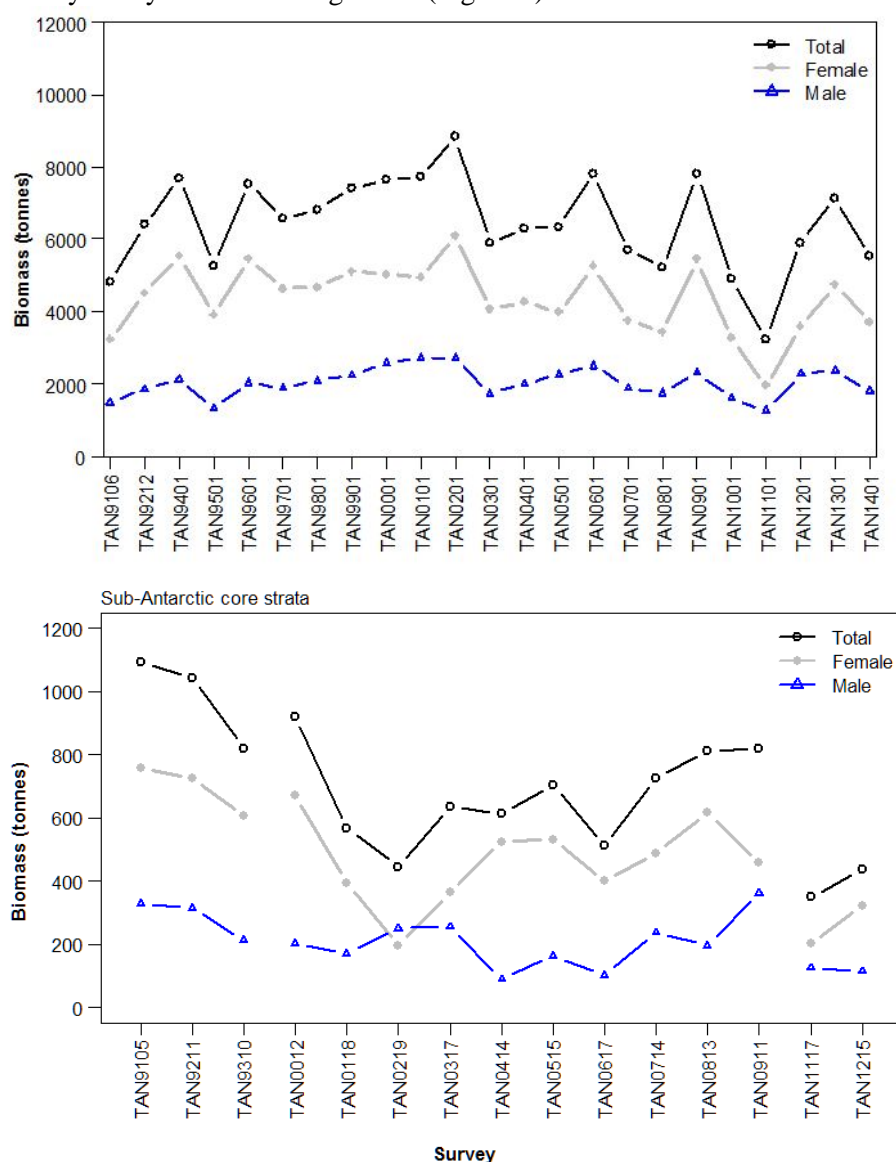 12000
10000
8000
6000
4000
2000
0
Biomass (tonnes)
Total
Female
Male
TAN9106
TAN9212
TAN9401
TAN9501
TAN9601
TAN9701
TAN9801
TAN9901
TAN0001
TAN0101
TAN0201
TAN0301
TAN0401
TAN0501
TAN0601
TAN0701
TAN0801
TAN0901
TAN1001
TAN1101
TAN1201
TAN1301
TAN1401
Sub-Antarctic core strata
1200
1000
800
600
400
200
0
Biomass (tonnes)
Total
Female
Male
TAN9105
TAN9211
TAN9310
TAN0012
TAN0118
TAN0219
TAN0317
TAN0414
TAN0515
TAN0617
TAN0714
TAN0813
TAN0911
TAN1117
TAN1215
Survey